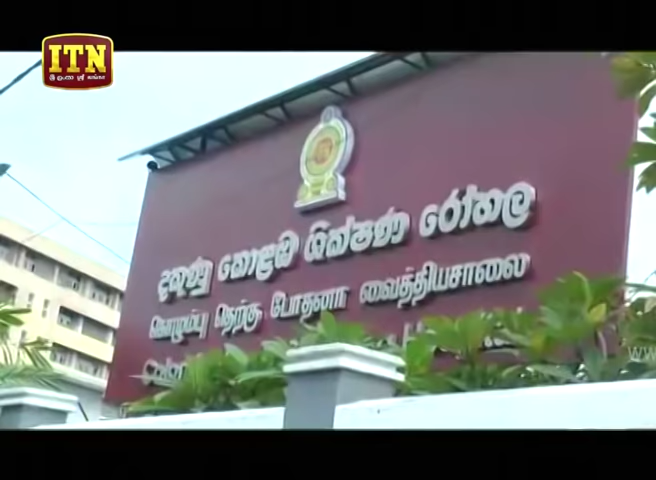 ITN
දකුණු කොළඹ ශික්ෂණ රෝහල
கொழும்பு தெற்கு போதனா வைத்தியசாலை